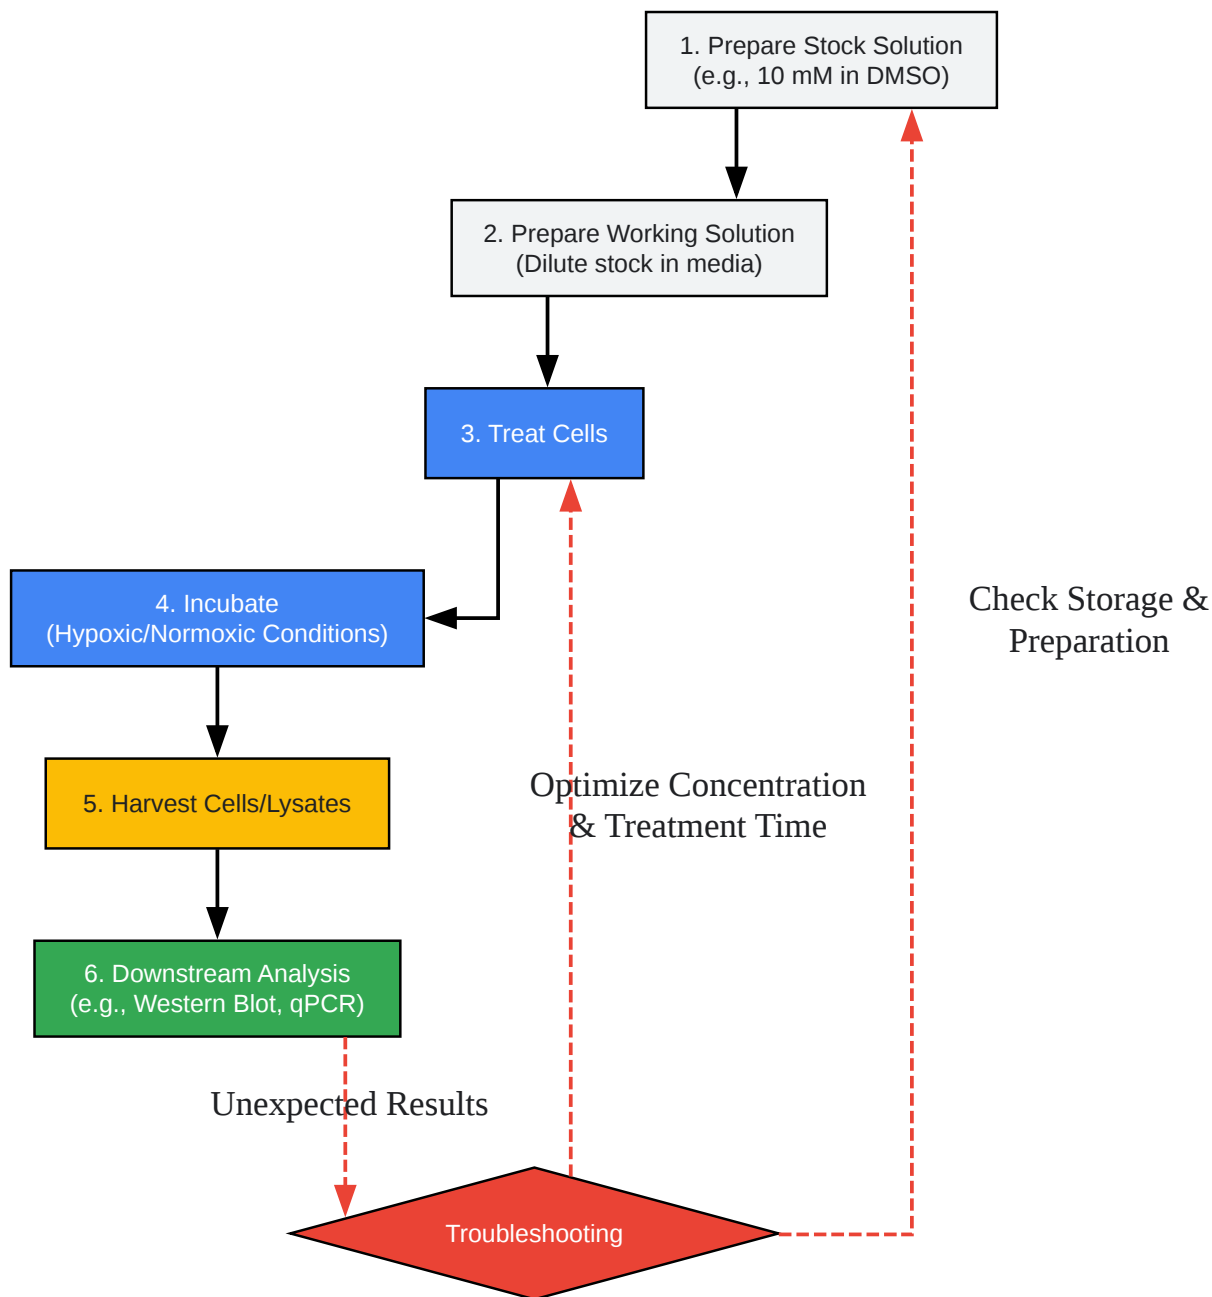 1. Prepare Stock Solution
(e.g., 10 mM in DMSO)
2. Prepare Working Solution
(Dilute stock in media)
3. Treat Cells
4. Incubate
(Hypoxic/Normoxic Conditions)
Check Storage &
Preparation
5. Harvest Cells/Lysates
Optimize Concentration
& Treatment Time
6. Downstream Analysis
(e.g., Western Blot, qPCR)
Unexpected Results
Troubleshooting